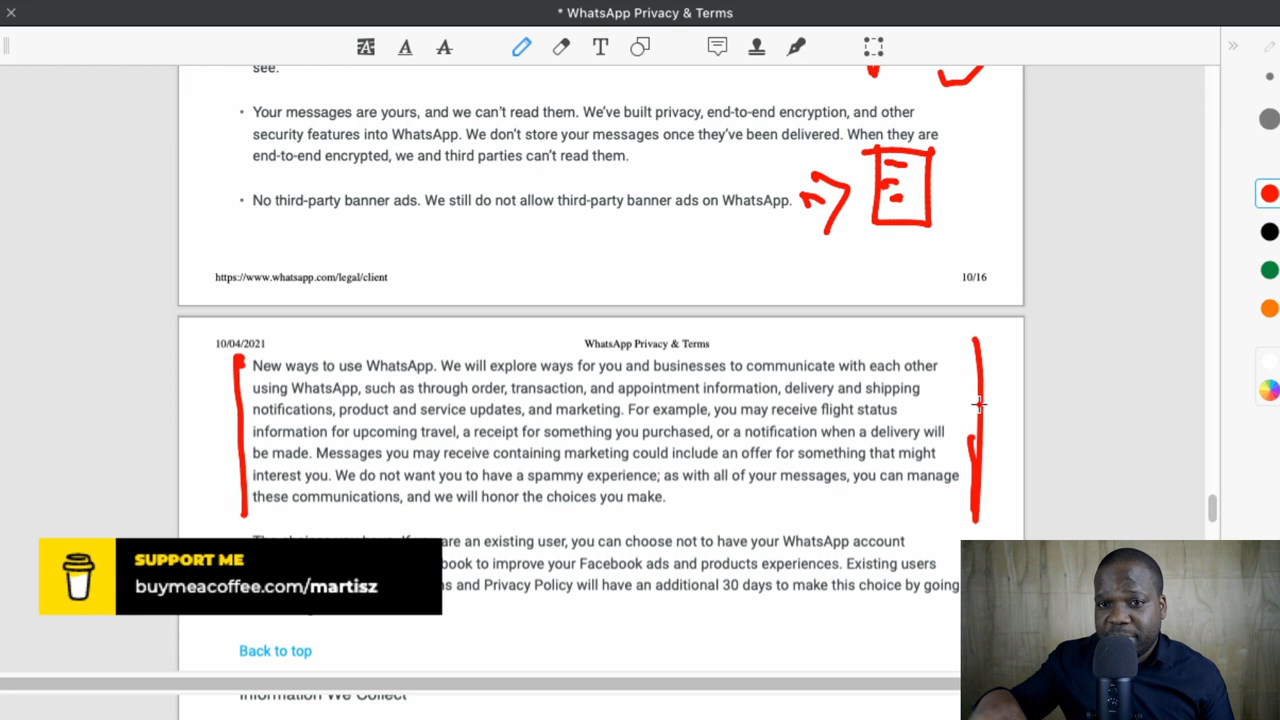 * WhatsApp Privacy & Terms
see.
• Your messages are yours, and we can't read them. We've built privacy, end-to-end encryption, and other
security features into WhatsApp. We don't store your messages once they've been delivered. When they are
end-to-end encrypted, we and third parties can't read them.
• No third-party banner ads. We still do not allow third-party banner ads on WhatsApp.
https://www.whatsapp.com/legal/client 10/16
10/04/2021 WhatsApp Privacy & Terms
New ways to use WhatsApp. We will explore ways for you and businesses to communicate with each other
using WhatsApp, such as through order, transaction, and appointment information, delivery and shipping
notifications, product and service updates, and marketing. For example, you may receive flight status
information for upcoming travel, a receipt for something you purchased, or a notification when a delivery will
be made. Messages you may receive containing marketing could include an offer for something that might
interest you. We do not want you to have a spammy experience; as with all of your messages, you can manage
these communications, and we will honor the choices you make.
are an existing user, you can choose not to have your WhatsApp account
book to improve your Facebook ads and products experiences. Existing users
s and Privacy Policy will have an additional 30 days to make this choice by going
SUPPORT ME
buymeacoffee.com/martisz
Back to top
Information We Collect